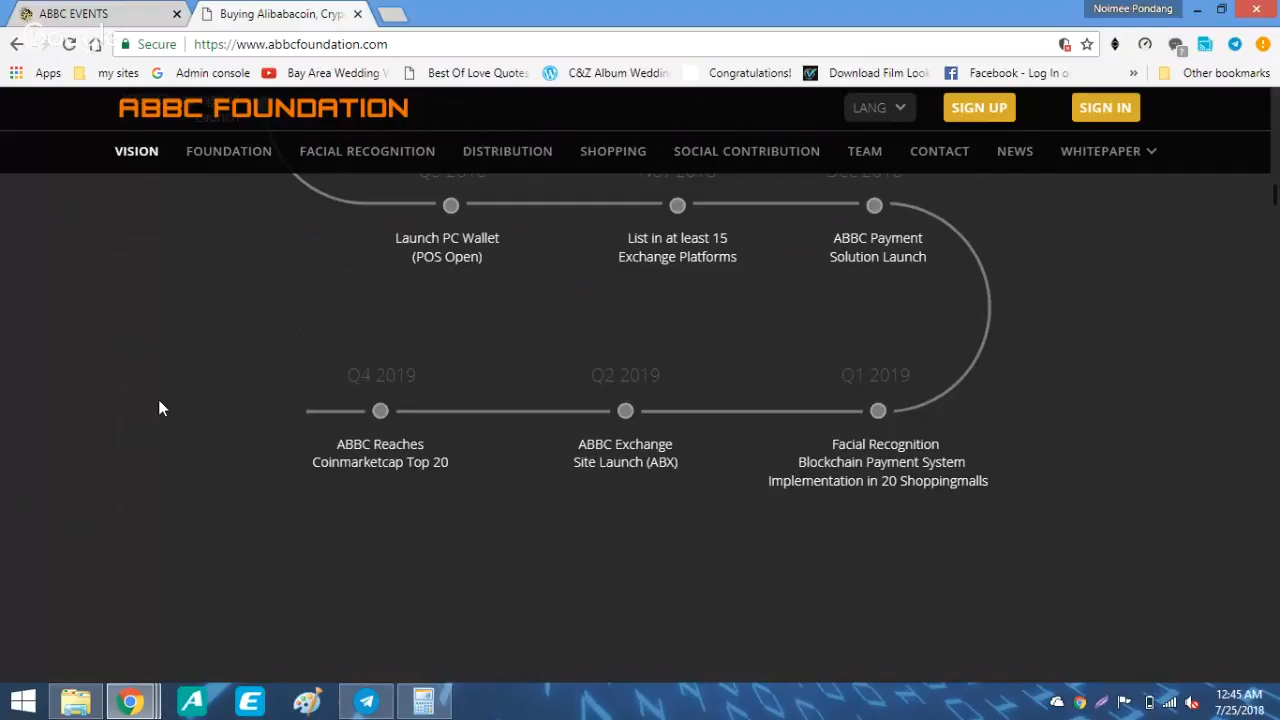 ABBC EVENTS
Buying Alibabacoin, Cryp
Noimee Pondang
Secure
https://www.abbcfoundation.com
Apps
my sites
Admin console
Bay Area Wedding V
Best Of Love Quotes
C&Z Album Weddin
Congratulations!
Download Film Look
Facebook - Log In o
»
Other bookmarks
ABBC FOUNDATION
LANG
SIGN UP
SIGN IN
VISION
FOUNDATION
FACIAL RECOGNITION
DISTRIBUTION
SHOPPING
SOCIAL CONTRIBUTION
TEAM
CONTACT
NEWS
WHITEPAPER
Launch PC Wallet
(POS Open)
List in at least 15
Exchange Platforms
ABBC Payment
Solution Launch
Q4 2019
Q2 2019
Q1 2019
ABBC Reaches
Coinmarketcap Top 20
ABBC Exchange
Site Launch (ABX)
Facial Recognition
Blockchain Payment System
Implementation in 20 Shoppingmalls
12:45 AM
7/25/2018